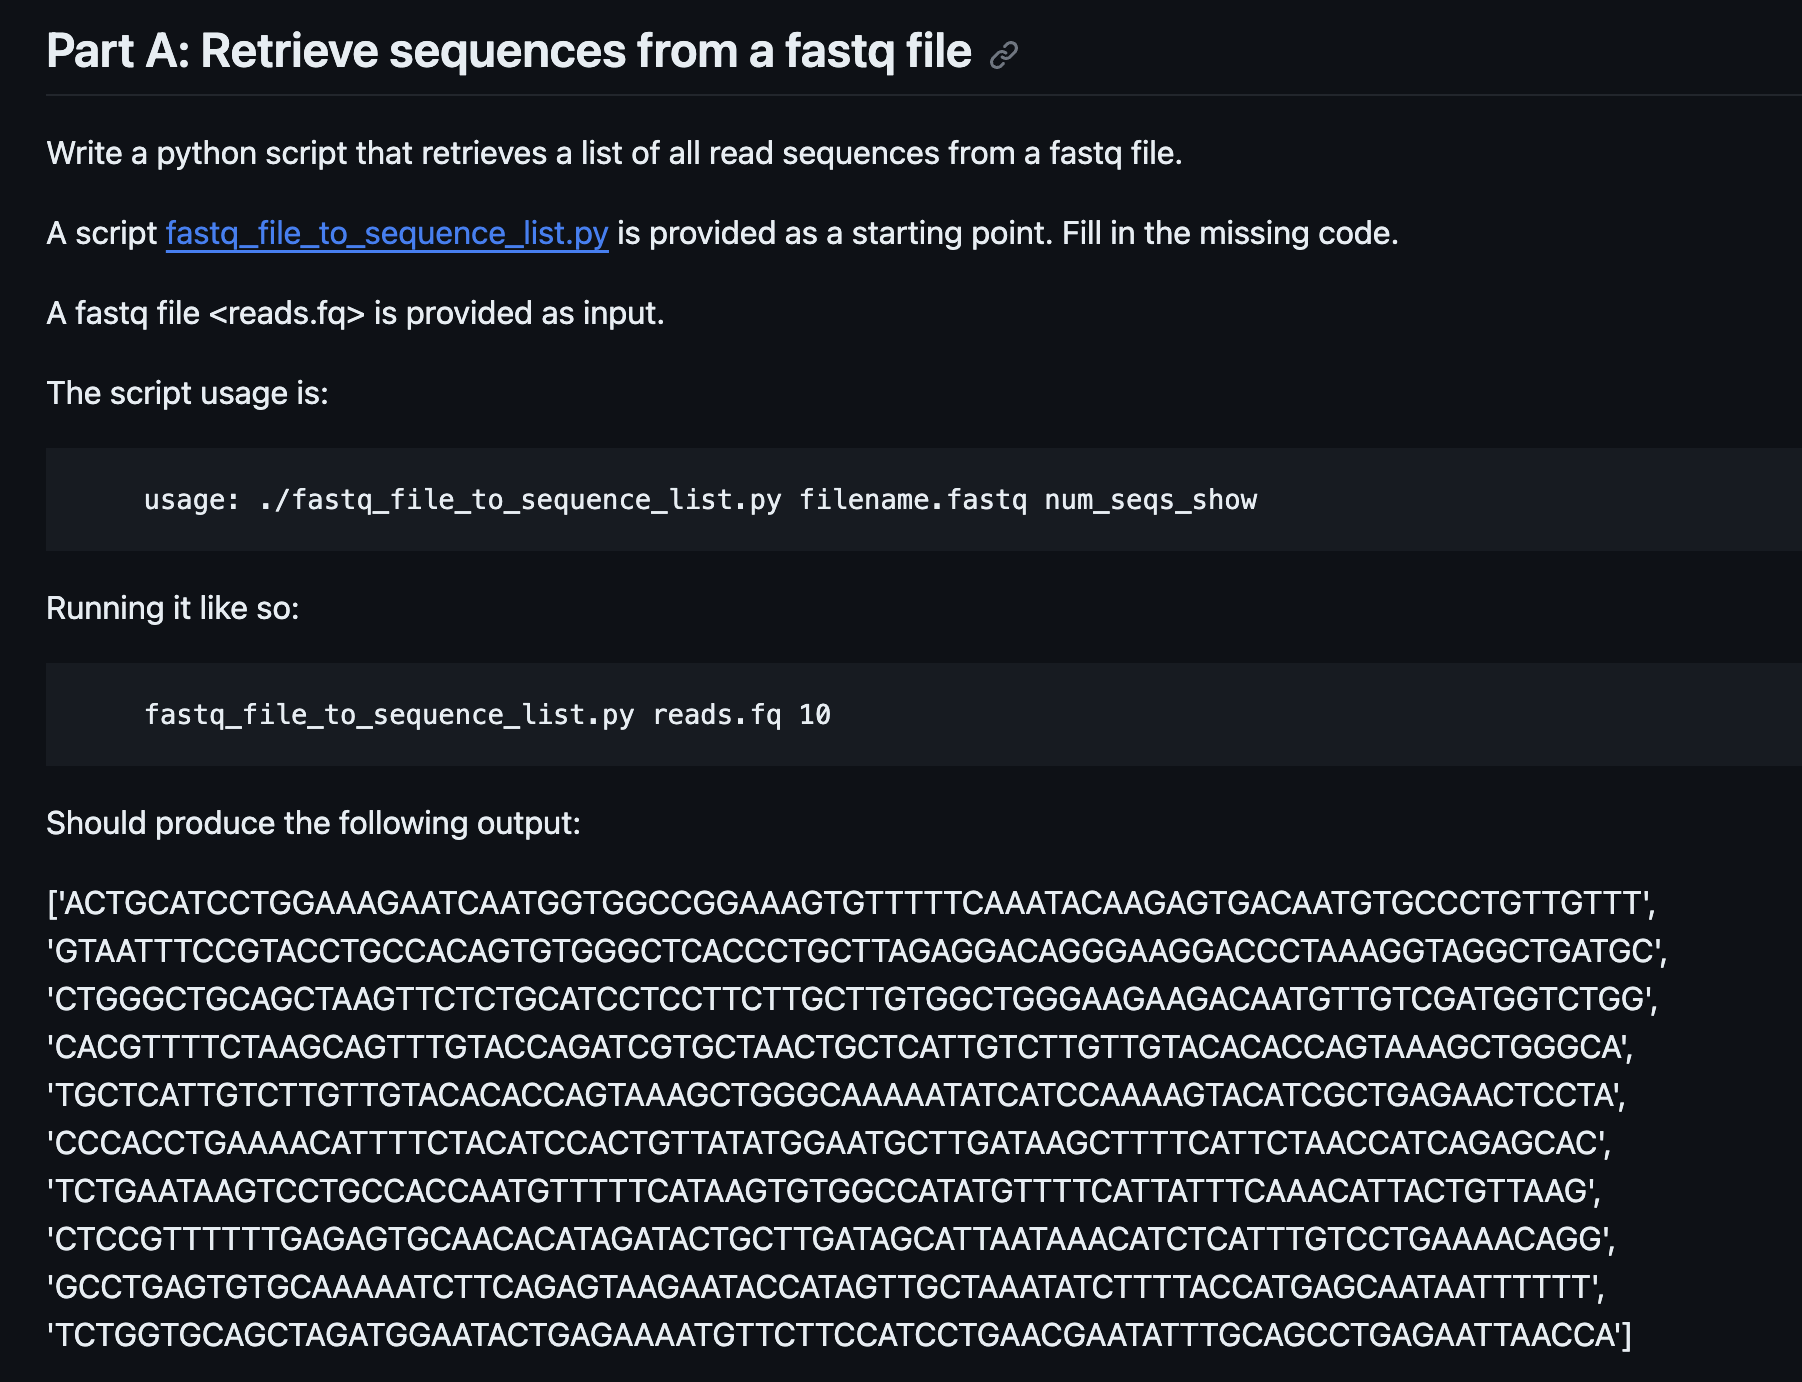 Part A: Retrieve sequences from a fastq file
Write a python script that retrieves a list of all read sequences from a fastq file.
A script fastq_file_to_sequence_list.py is provided as a starting point. Fill in the missing code.
A fastq file <reads.fq> is provided as input.
The script usage is:
usage: ./fastq_file_to_sequence_list.py filename.fastq num_seqs_show
Running it like so:
fastq_file_to_sequence_list.py reads.fq 10
Should produce the following output:
['ACTGCATCCTGGAAAGAATCAATGGTGGCCGGAAAGTGTTTTTCAAATACAAGAGTGACAATGTGCCCTGTTGTTT',
'GTAATTTCCGTACCTGCCACAGTGTGGGCTCACCCTGCTTAGAGGACAGGGAAGGACCCTAAAGGTAGGCTGATGC',
'CTGGGCTGCAGCTAAGTTCTCTGCATCCTCCTTCTTGCTTGTGGCTGGGAAGAAGACAATGTTGTCGATGGTCTGG',
'CACGTTTTCTAAGCAGTTTGTACCAGATCGTGCTAACTGCTCATTGTCTTGTTGTACACACCAGTAAAGCTGGGCA',
'TGCTCATTGTCTTGTTGTACACACCAGTAAAGCTGGGCAAAAATATCATCCAAAAGTACATCGCTGAGAACTCCTA',
'CCCACCTGAAAACATTTTCTACATCCACTGTTATATGGAATGCTTGATAAGCTTTTCATTCTAACCATCAGAGCAC',
'TCTGAATAAGTCCTGCCACCAATGTTTTTCATAAGTGTGGCCATATGTTTTCATTATTTCAAACATTACTGTTAAG',
'CTCCGTTTTTTGAGAGTGCAACACATAGATACTGCTTGATAGCATTAATAAACATCTCATTTGTCCTGAAAACAGG',
'GCCTGAGTGTGCAAAAATCTTCAGAGTAAGAATACCATAGTTGCTAAATATCTTTTACCATGAGCAATAATTTTTT',
'TCTGGTGCAGCTAGATGGAATACTGAGAAAATGTTCTTCCATCCTGAACGAATATTTGCAGCCTGAGAATTAACCA']